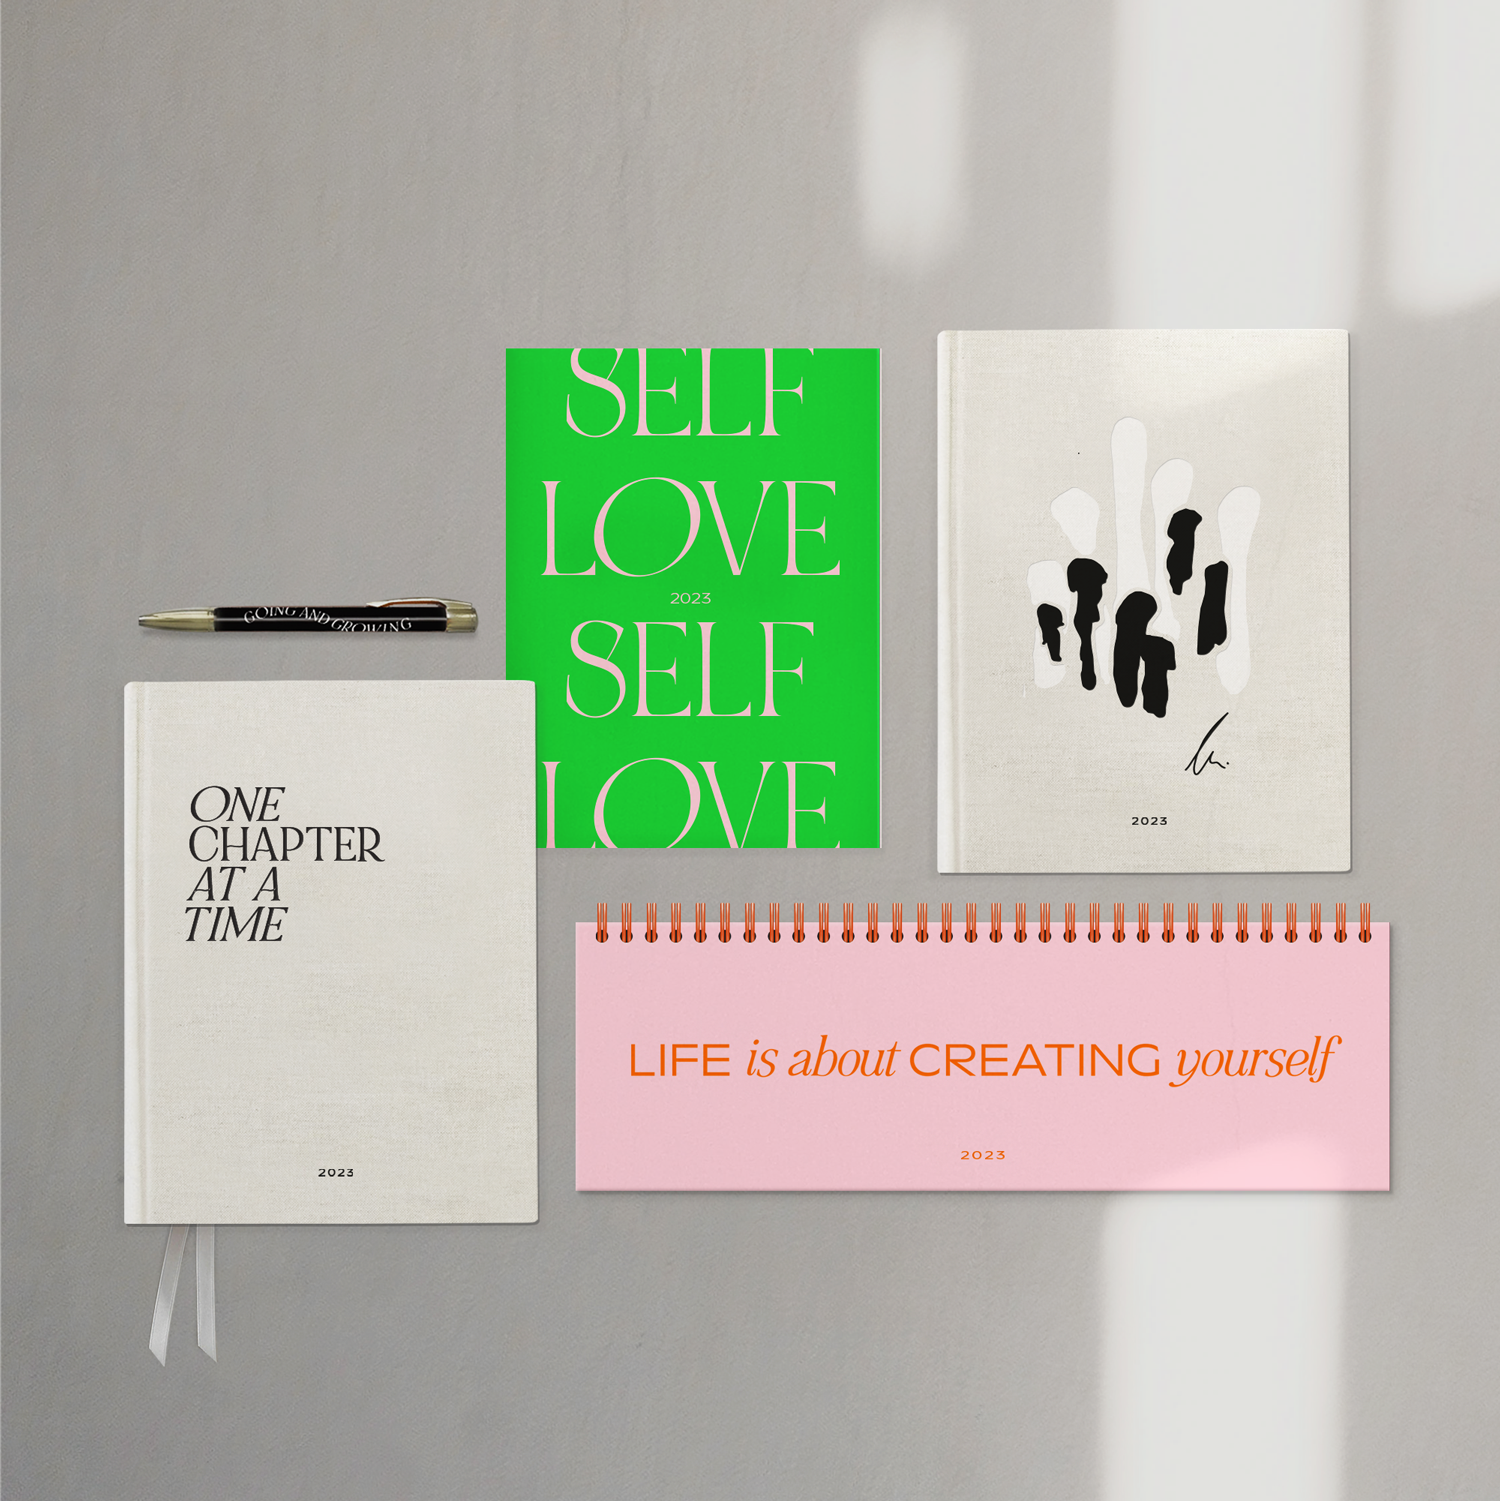 SELF
LOVE
2023
SELF
LOVE
2023
GOING AND GROWING
ONE
CHAPTER
AT A
TIME
2023
LIFE is about CREATING yourself
2023